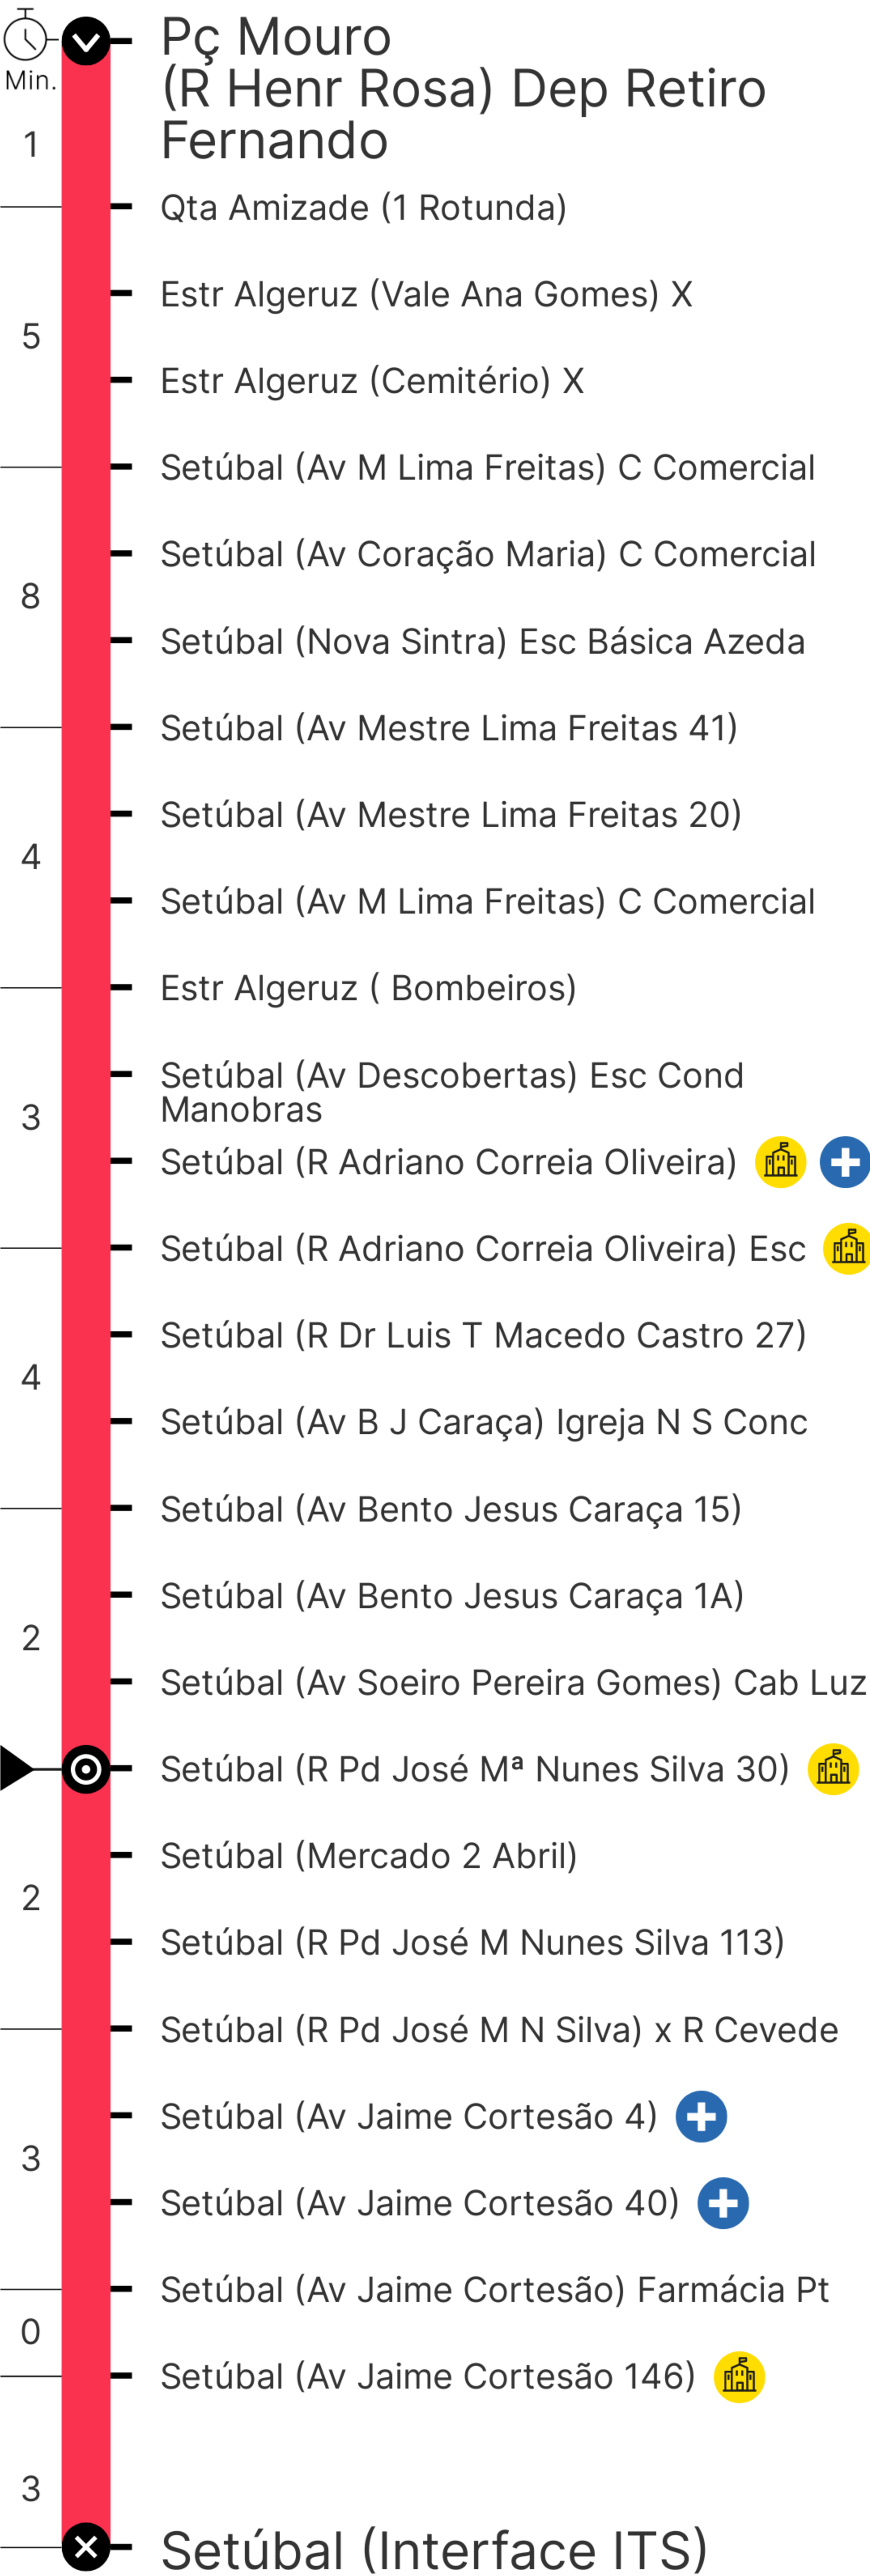 Pç Mouro
(R Henr Rosa) Dep Retiro
Min.
Fernando
1
Qta Amizade (1 Rotunda)
Estr Algeruz (Vale Ana Gomes) X
5
Estr Algeruz (Cemitério) X
Setúbal (Av M Lima Freitas) C Comercial
Setúbal (Av Coração Maria) C Comercial
8
Setúbal (Nova Sintra) Esc Básica Azeda
Setúbal (Av Mestre Lima Freitas 41)
Setúbal (Av Mestre Lima Freitas 20)
4
Setúbal (Av M Lima Freitas) C Comercial
Estr Algeruz ( Bombeiros)
Setúbal (Av Descobertas) Esc Cond
Manobras
3
Setúbal (R Adriano Correia Oliveira)
Setúbal (R Adriano Correia Oliveira) Esc
Setúbal (R Dr Luis T Macedo Castro 27)
4
Setúbal (Av B J Caraça) Igreja N S Conc
Setúbal (Av Bento Jesus Caraça 15)
Setúbal (Av Bento Jesus Caraça 1A)
2
Setúbal (Av Soeiro Pereira Gomes) Cab Luz
Setúbal (R Pd José Mª Nunes Silva 30)
Setúbal (Mercado 2 Abril)
2
Setúbal (R Pd José M Nunes Silva 113)
Setúbal (R Pd José M N Silva) x R Cevede
Setúbal (Av Jaime Cortesão 4)
3
Setúbal (Av Jaime Cortesão 40)
Setúbal (Av Jaime Cortesão) Farmácia Pt
0
Setúbal (Av Jaime Cortesão 146)
3
Setúbal (Interface ITS)